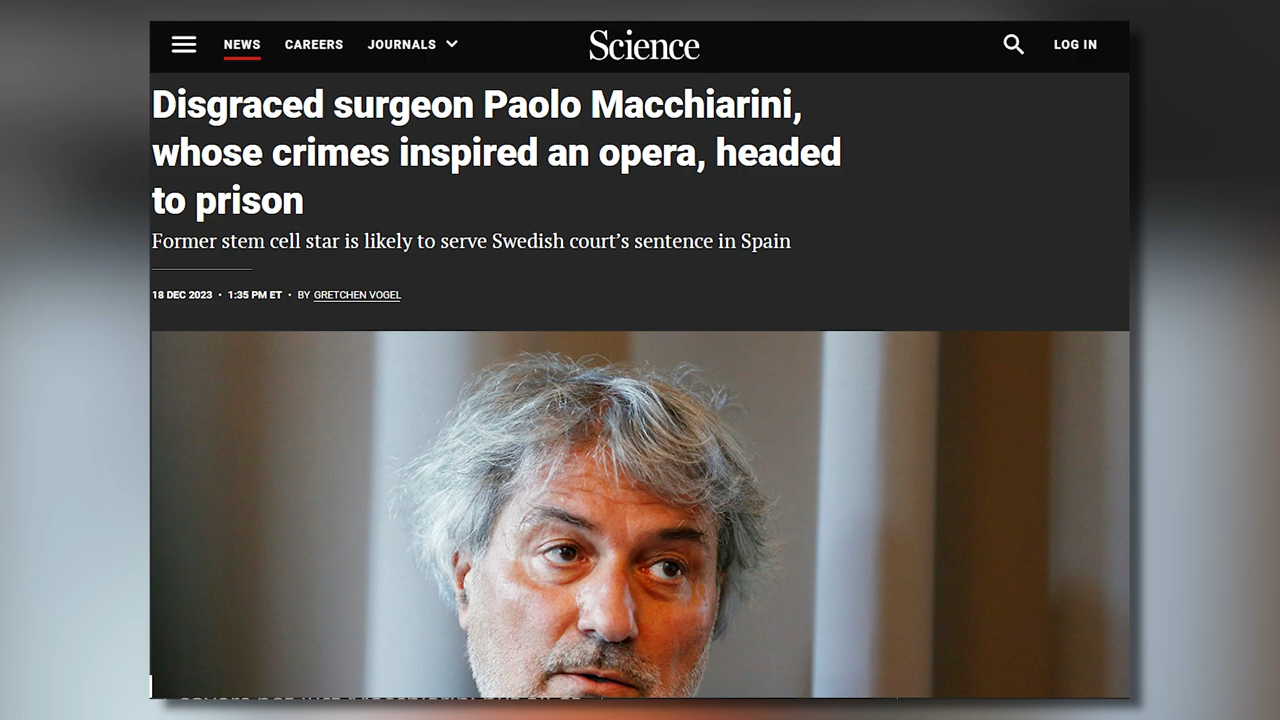 NEWS CAREERS JOURNALS Science LOG IN
Disgraced surgeon Paolo Macchiarini,
whose crimes inspired an opera, headed
to prison
Former stem cell star is likely to serve Swedish court’s sentence in Spain
18 DEC 2023 • 1:35 PM ET • BY GRETCHEN VOGEL